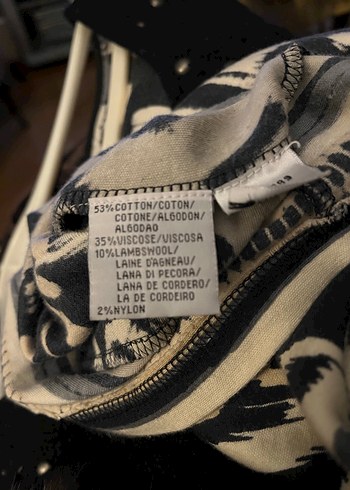 53%COTTON/COTON/
COTONE/ALGODON/
ALGODAO
35%VISCOSE/VISCOSA
10%LAMBSWOOL/
LAINE D'AGNEAU/
LANA DI PECORA/
LANA DE CORDERO/
LA DE CORDEIRO
2%NYLON